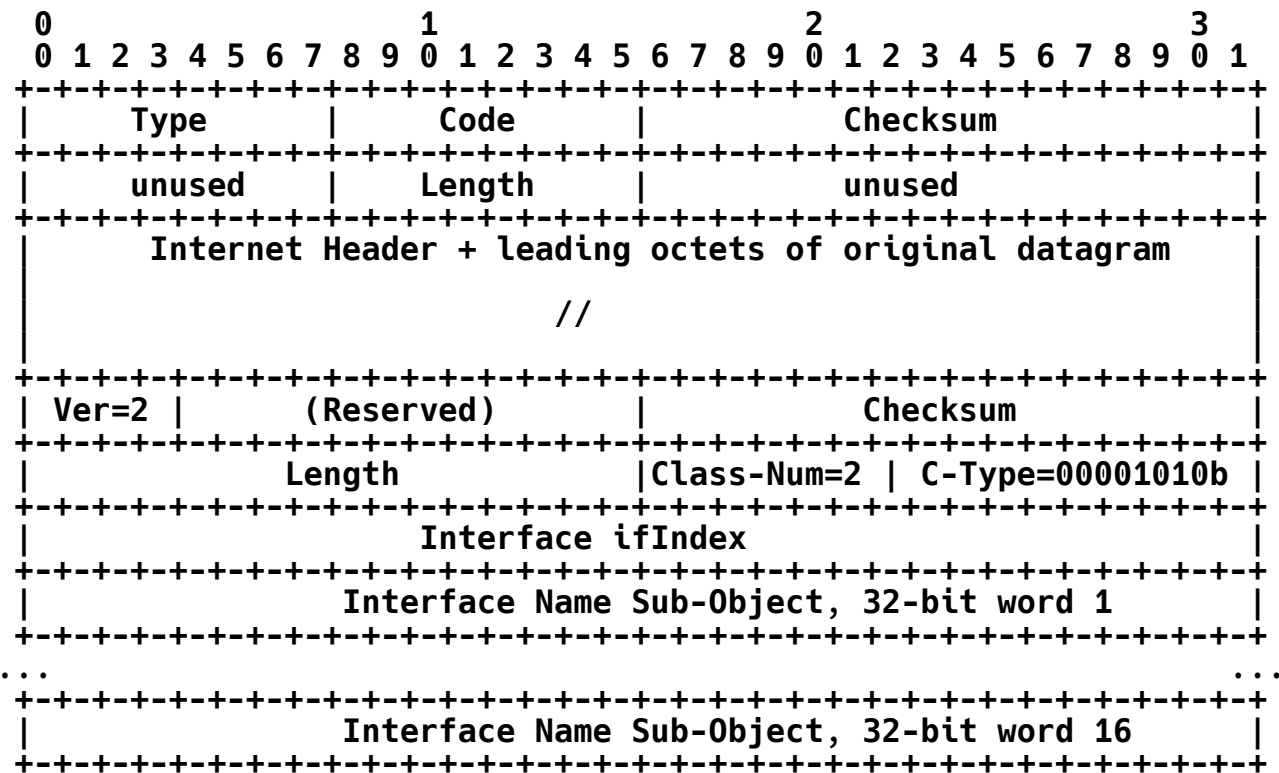 0                   1                   2                   3
 0 1 2 3 4 5 6 7 8 9 0 1 2 3 4 5 6 7 8 9 0 1 2 3 4 5 6 7 8 9 0 1
+-+-+-+-+-+-+-+-+-+-+-+-+-+-+-+-+-+-+-+-+-+-+-+-+-+-+-+-+-+-+-+-+
|     Type      |     Code      |          Checksum             |
+-+-+-+-+-+-+-+-+-+-+-+-+-+-+-+-+-+-+-+-+-+-+-+-+-+-+-+-+-+-+-+-+
|     unused    |    Length     |          unused               |
+-+-+-+-+-+-+-+-+-+-+-+-+-+-+-+-+-+-+-+-+-+-+-+-+-+-+-+-+-+-+-+-+
|      Internet Header + leading octets of original datagram    |
|                                                               |
|                           //                                  |
|                                                               |
+-+-+-+-+-+-+-+-+-+-+-+-+-+-+-+-+-+-+-+-+-+-+-+-+-+-+-+-+-+-+-+-+
| Ver=2 |      (Reserved)       |           Checksum            |
+-+-+-+-+-+-+-+-+-+-+-+-+-+-+-+-+-+-+-+-+-+-+-+-+-+-+-+-+-+-+-+-+
|             Length            |Class-Num=2 | C-Type=00001010b |
+-+-+-+-+-+-+-+-+-+-+-+-+-+-+-+-+-+-+-+-+-+-+-+-+-+-+-+-+-+-+-+-+
|                    Interface ifIndex                          |
+-+-+-+-+-+-+-+-+-+-+-+-+-+-+-+-+-+-+-+-+-+-+-+-+-+-+-+-+-+-+-+-+
|                Interface Name Sub-Object, 32-bit word 1       |
+-+-+-+-+-+-+-+-+-+-+-+-+-+-+-+-+-+-+-+-+-+-+-+-+-+-+-+-+-+-+-+-+
...                                                             ...
+-+-+-+-+-+-+-+-+-+-+-+-+-+-+-+-+-+-+-+-+-+-+-+-+-+-+-+-+-+-+-+-+
|                Interface Name Sub-Object, 32-bit word 16      |
+-+-+-+-+-+-+-+-+-+-+-+-+-+-+-+-+-+-+-+-+-+-+-+-+-+-+-+-+-+-+-+-+